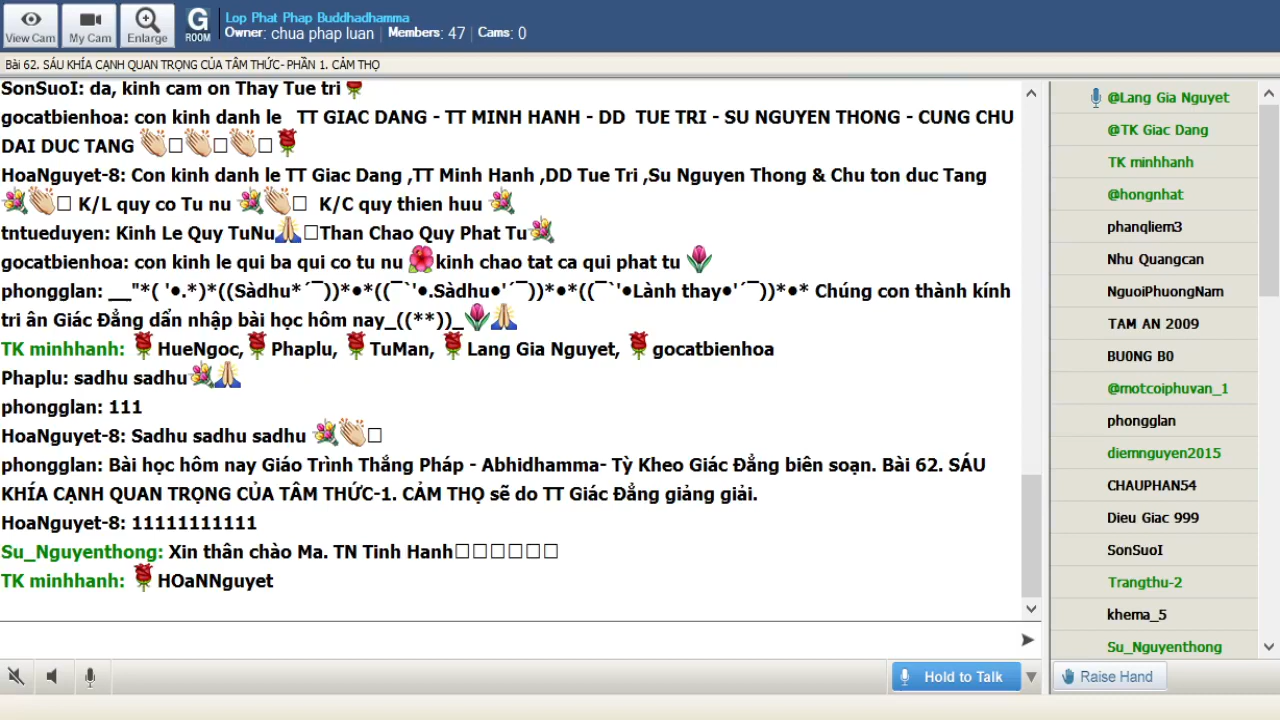 View Cam
My Cam
Enlarge
G
ROOM
Lop Phat Phap Buddhadhamma
Owner: chua phap luan | Members: 47 | Cams: 0
Bài 62. SÁU KHÍA CẠNH QUAN TRỌNG CỦA TÂM THỨC- PHẦN 1. CẢM THỌ
SonSuoI: da, kinh cam on Thay Tue tri
gocatbienhoa: con kinh danh le TT GIAC DANG - TT MINH HANH - DD TUE TRI - SU NGUYEN THONG - CUNG CHU
DAI DUC TANG
HoaNguyet-8: Con kinh danh le TT Giac Dang ,TT Minh Hanh ,DD Tue Tri ,Su Nguyen Thong & Chu ton duc Tang
K/L quy co Tu nu K/C quy thien huu
tntueduyen: Kinh Le Quy TuNu Than Chao Quy Phat Tu
gocatbienhoa: con kinh le qui ba qui co tu nu kinh chao tat ca qui phat tu
phongglan: __"*( '•.*)*((Sàdhu*´¯))*•*((¯`'•.Sàdhu•'´¯))*•*((¯`'•Lành thay•'´¯))*•* Chúng con thành kính
tri ân Giác Đẳng dẩn nhập bài học hôm nay_((**))_
TK minhhanh: HueNgoc, Phaplu, TuMan, Lang Gia Nguyet, gocatbienhoa
Phaplu: sadhu sadhu
phongglan: 111
HoaNguyet-8: Sadhu sadhu sadhu
phongglan: Bài học hôm nay Giáo Trình Thắng Pháp - Abhidhamma- Tỳ Kheo Giác Đẳng biên soạn. Bài 62. SÁU
KHÍA CẠNH QUAN TRỌNG CỦA TÂM THỨC-1. CẢM THỌ sẽ do TT Giác Đẳng giảng giải.
HoaNguyet-8: 11111111111
Su_Nguyenthong: Xin thân chào Ma. TN Tinh Hanh
TK minhhanh: HOaNNguyet
Hold to Talk
@Lang Gia Nguyet
@TK Giac Dang
TK minhhanh
@hongnhat
phanqliem3
Nhu Quangcan
NguoiPhuongNam
TAM AN 2009
BU0NG B0
@motcoiphuvan_1
phongglan
diemnguyen2015
CHAUPHAN54
Dieu Giac 999
SonSuoI
Trangthu-2
khema_5
Su_Nguyenthong
Raise Hand